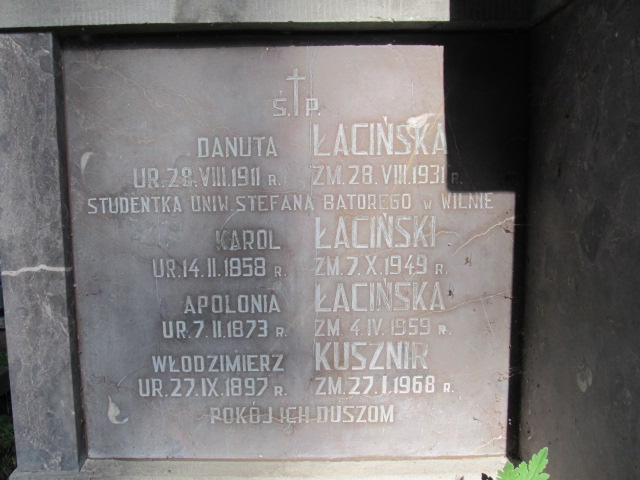 Ś. P.
DANUTA ŁACIŃSKA
UR. 28. VIII. 1911 R. ZM. 28. VIII. 1931 R.
STUDENTKA UNIW. STEFANA BATOREGO W WILNIE
KAROL ŁACIŃSKI
UR. 14. II. 1858 R. ZM. 7. X. 1949 R.
APOLONIA ŁACIŃSKA
UR. 7. II. 1873 R. ZM. 4. IV. 1959 R.
WŁODZIMIERZ KUSZNIR
UR. 27. IX. 1897 R. ZM. 27. I. 1968 R.
POKÓJ ICH DUSZOM